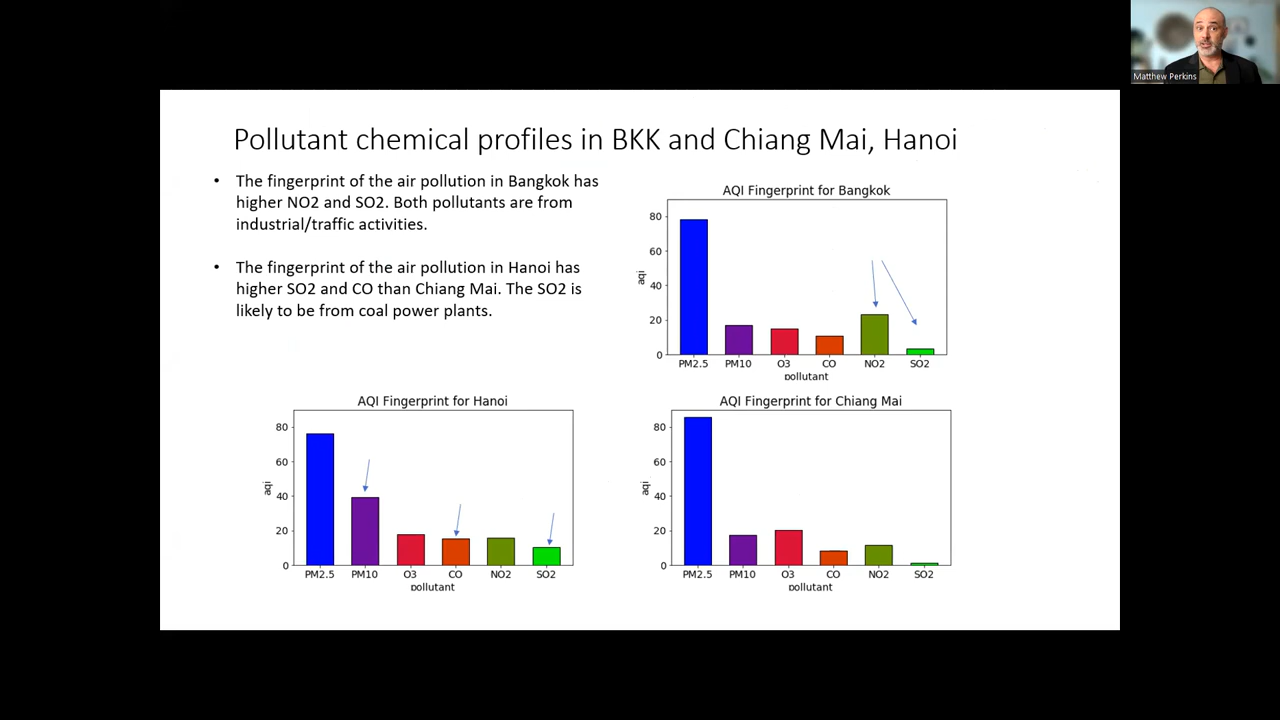 Matthew Perkins
Pollutant chemical profiles in BKK and Chiang Mai, Hanoi
• The fingerprint of the air pollution in Bangkok has
higher NO2 and SO2. Both pollutants are from
industrial/traffic activities.
• The fingerprint of the air pollution in Hanoi has
higher SO2 and CO than Chiang Mai. The SO2 is
likely to be from coal power plants.
AQI Fingerprint for Bangkok
80
60
40
20
0
aqi
PM2.5 PM10 O3 CO NO2 SO2
pollutant
AQI Fingerprint for Hanoi
80
60
40
20
0
aqi
PM2.5 PM10 O3 CO NO2 SO2
pollutant
AQI Fingerprint for Chiang Mai
80
60
40
20
0
aqi
PM2.5 PM10 O3 CO NO2 SO2
pollutant